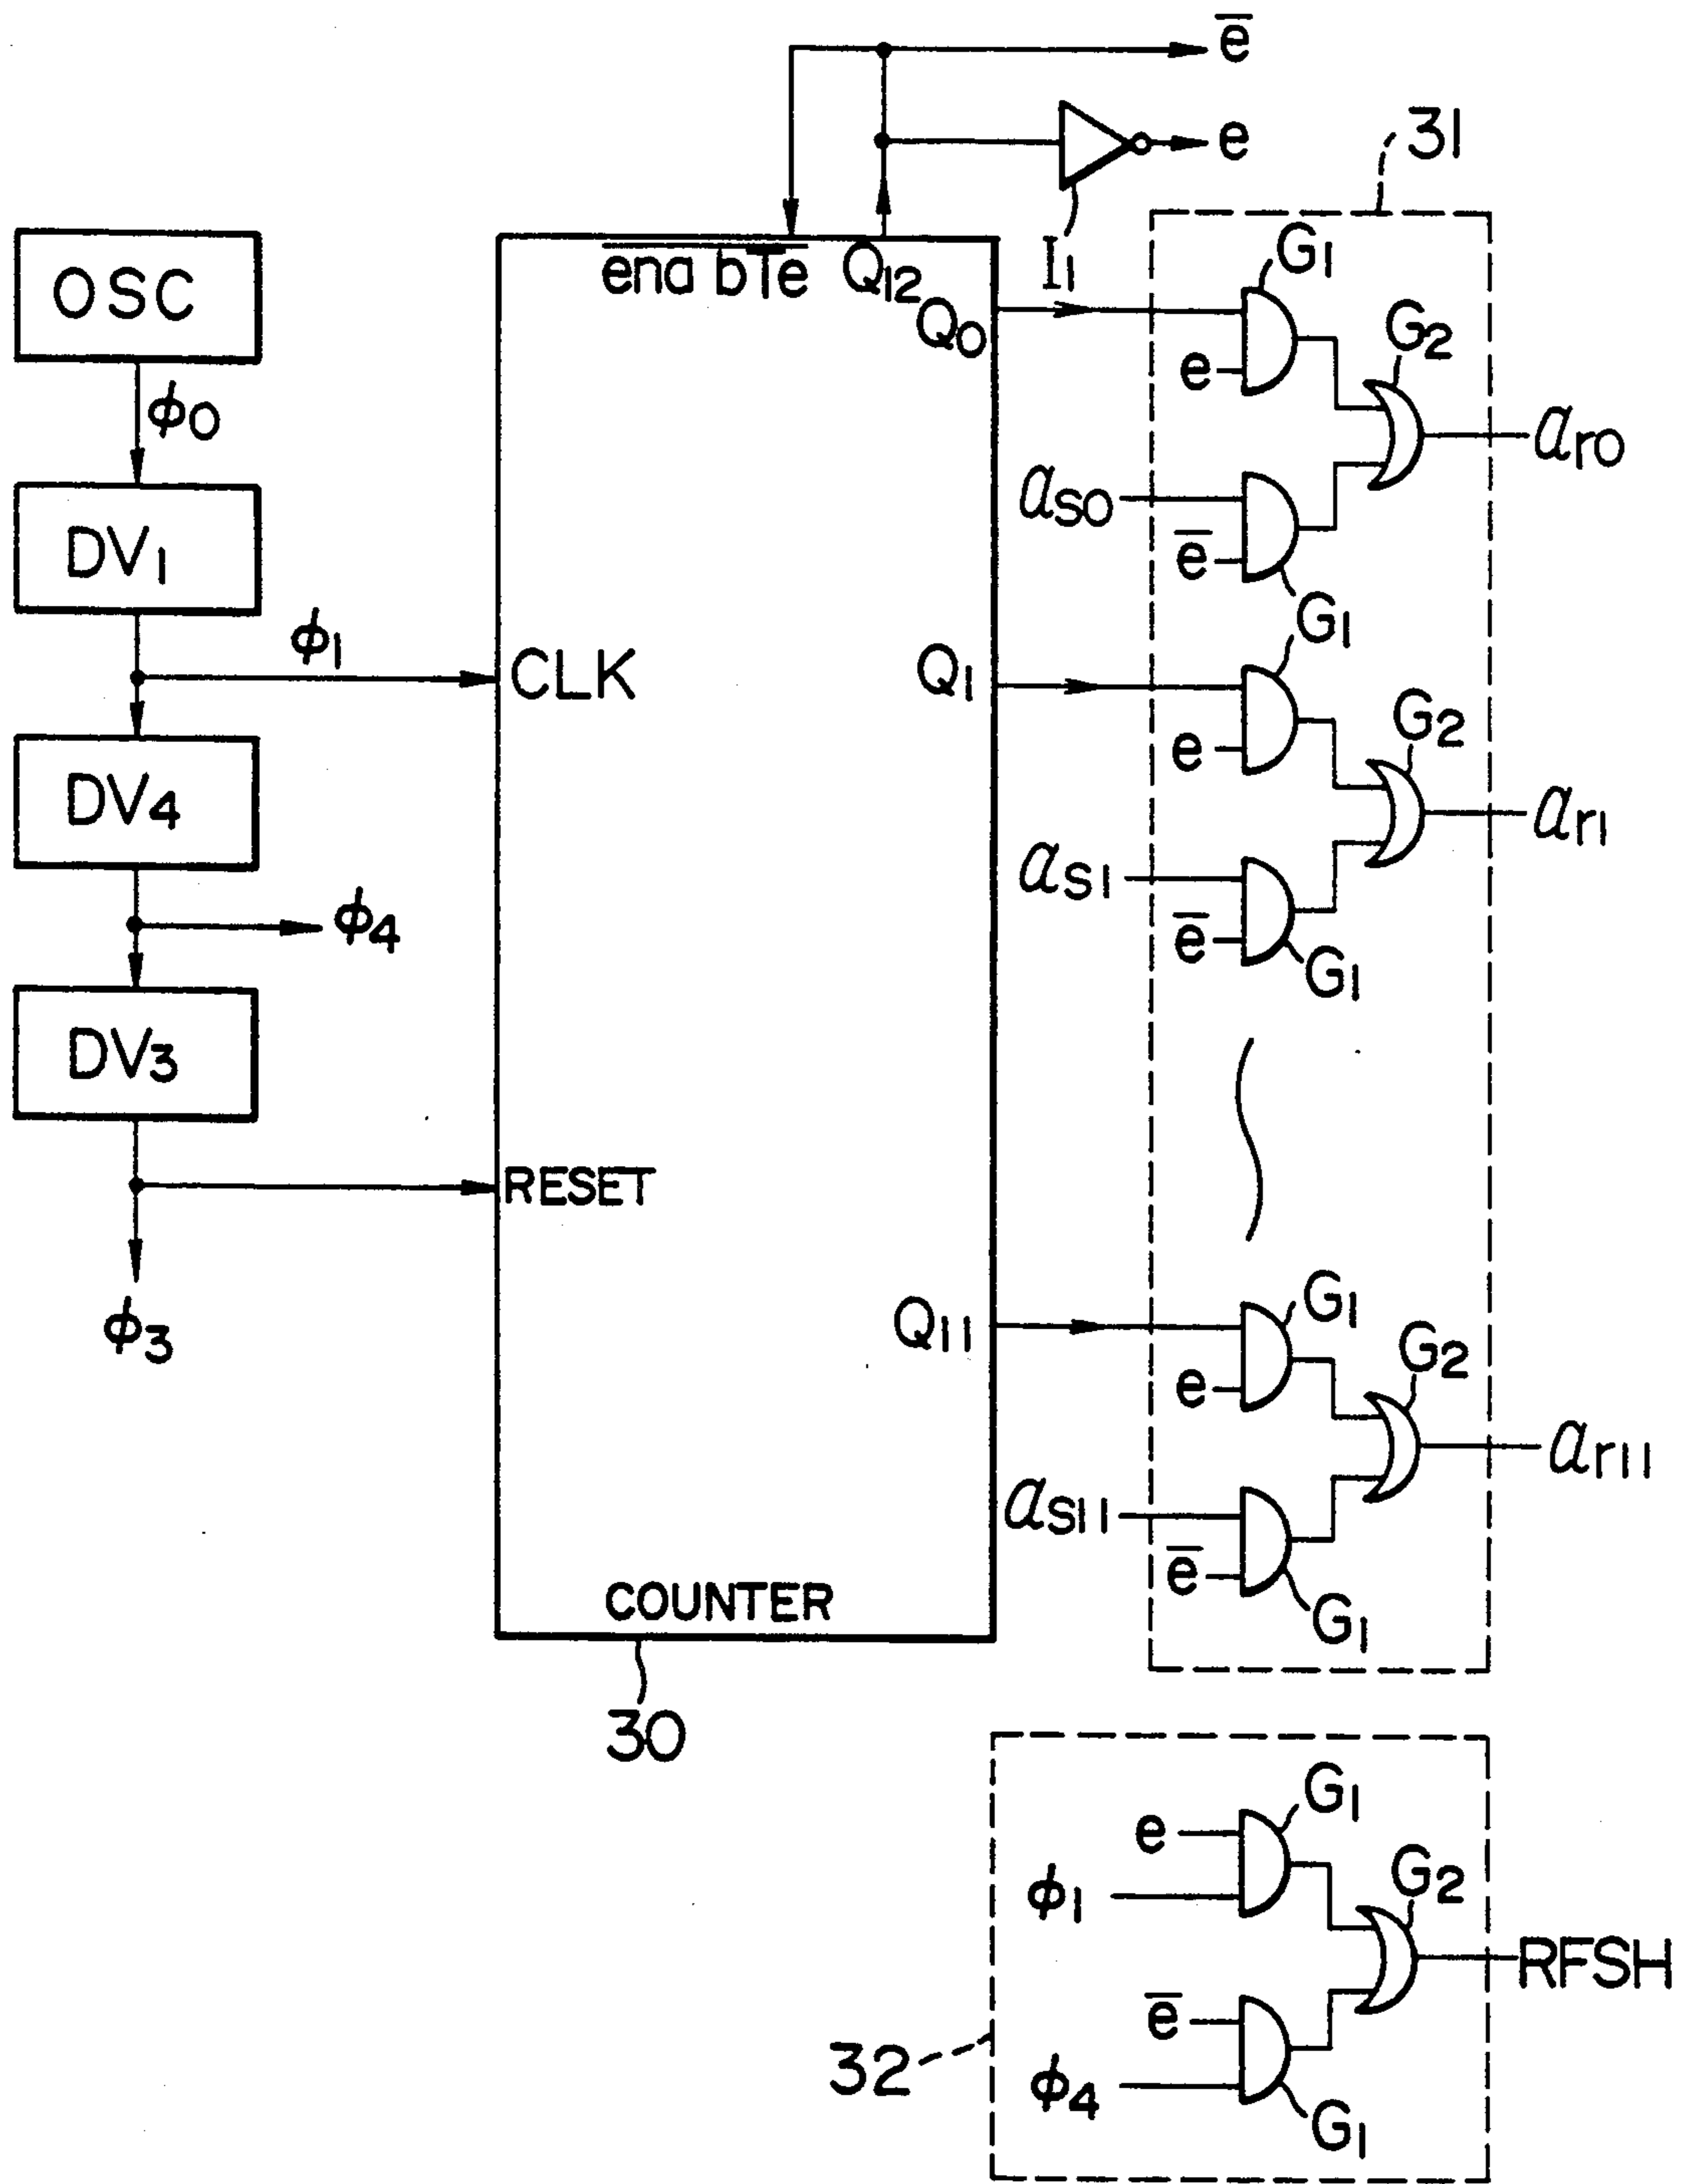 e̅
e
31
I₁
OSC
ϕ₀
DV₁
ϕ₁
CLK
DV₄
ϕ₄
DV₃
RESET
ϕ₃
e̅n̅a̅ ̅b̅T̅e̅
Q₁₂
Q₀
Q₁
Q₁₁
COUNTER
30
G₁
e
G₂
aᵣ₀
aₛ₀
e̅
G₁
G₁
e
G₂
aᵣ₁
aₛ₁
e̅
G₁
G₁
e
G₂
aᵣ₁₁
aₛ₁₁
e̅
G₁
G₁
e
ϕ₁
G₂
RFSH
e̅
32
ϕ₄
G₁